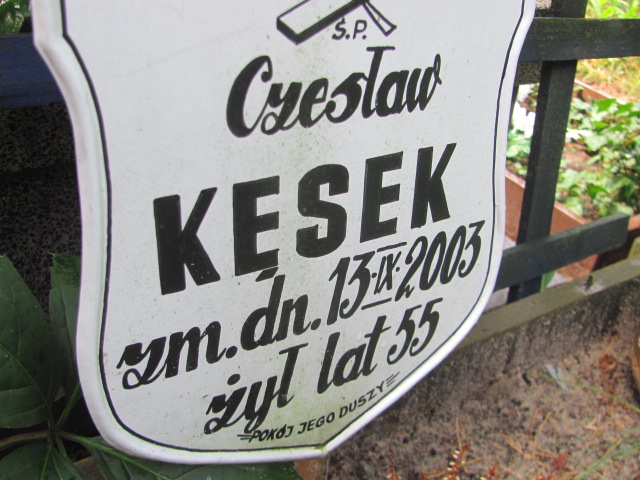 Ś.P.
Czesław
KĘSEK
zm. dn. 13·IX·2003
żył lat 55
POKÓJ JEGO DUSZY